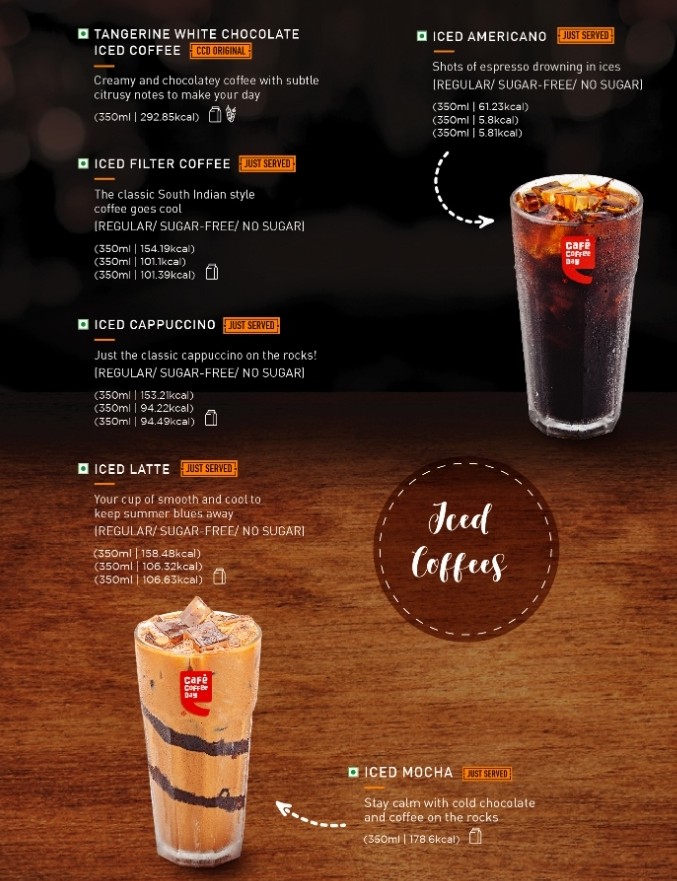 TANGERINE WHITE CHOCOLATE
ICED COFFEE CCD ORIGINAL
Creamy and chocolatey coffee with subtle
citrusy notes to make your day
(350ml | 292.85kcal)
ICED FILTER COFFEE JUST SERVED
The classic South Indian style
coffee goes cool
(REGULAR/ SUGAR-FREE/ NO SUGAR)
(350ml | 154.19kcal)
(350ml | 101.1kcal)
(350ml | 101.39kcal)
ICED CAPPUCCINO JUST SERVED
Just the classic cappuccino on the rocks!
(REGULAR/ SUGAR-FREE/ NO SUGAR)
(350ml | 153.21kcal)
(350ml | 94.22kcal)
(350ml | 94.49kcal)
ICED LATTE JUST SERVED
Your cup of smooth and cool to
keep summer blues away
(REGULAR/ SUGAR-FREE/ NO SUGAR)
(350ml | 158.48kcal)
(350ml | 106.32kcal)
(350ml | 106.63kcal)
Café
Coffee
Day
ICED AMERICANO JUST SERVED
Shots of espresso drowning in ices
(REGULAR/ SUGAR-FREE/ NO SUGAR)
(350ml | 61.23kcal)
(350ml | 5.8kcal)
(350ml | 5.81kcal)
Café
Coffee
Day
Iced
Coffees
ICED MOCHA JUST SERVED
Stay calm with cold chocolate
and coffee on the rocks
(350ml | 178.6kcal)